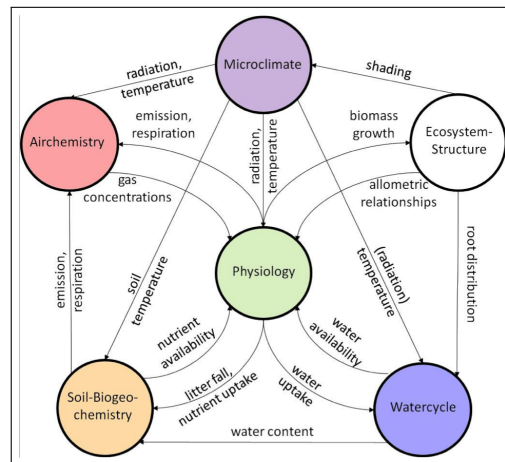 Microclimate
radiation,
temperature
shading
Airchemistry
emission,
respiration
radiation,
temperature
biomass
growth
Ecosystem-
Structure
gas
concentrations
allometric
relationships
Physiology
emission,
respiration
soil
temperature
(radiation)
temperature
root distribution
nutrient
availability
water
availability
litter fall,
nutrient uptake
water
uptake
Soil-Biogeo-
chemistry
Watercycle
water content